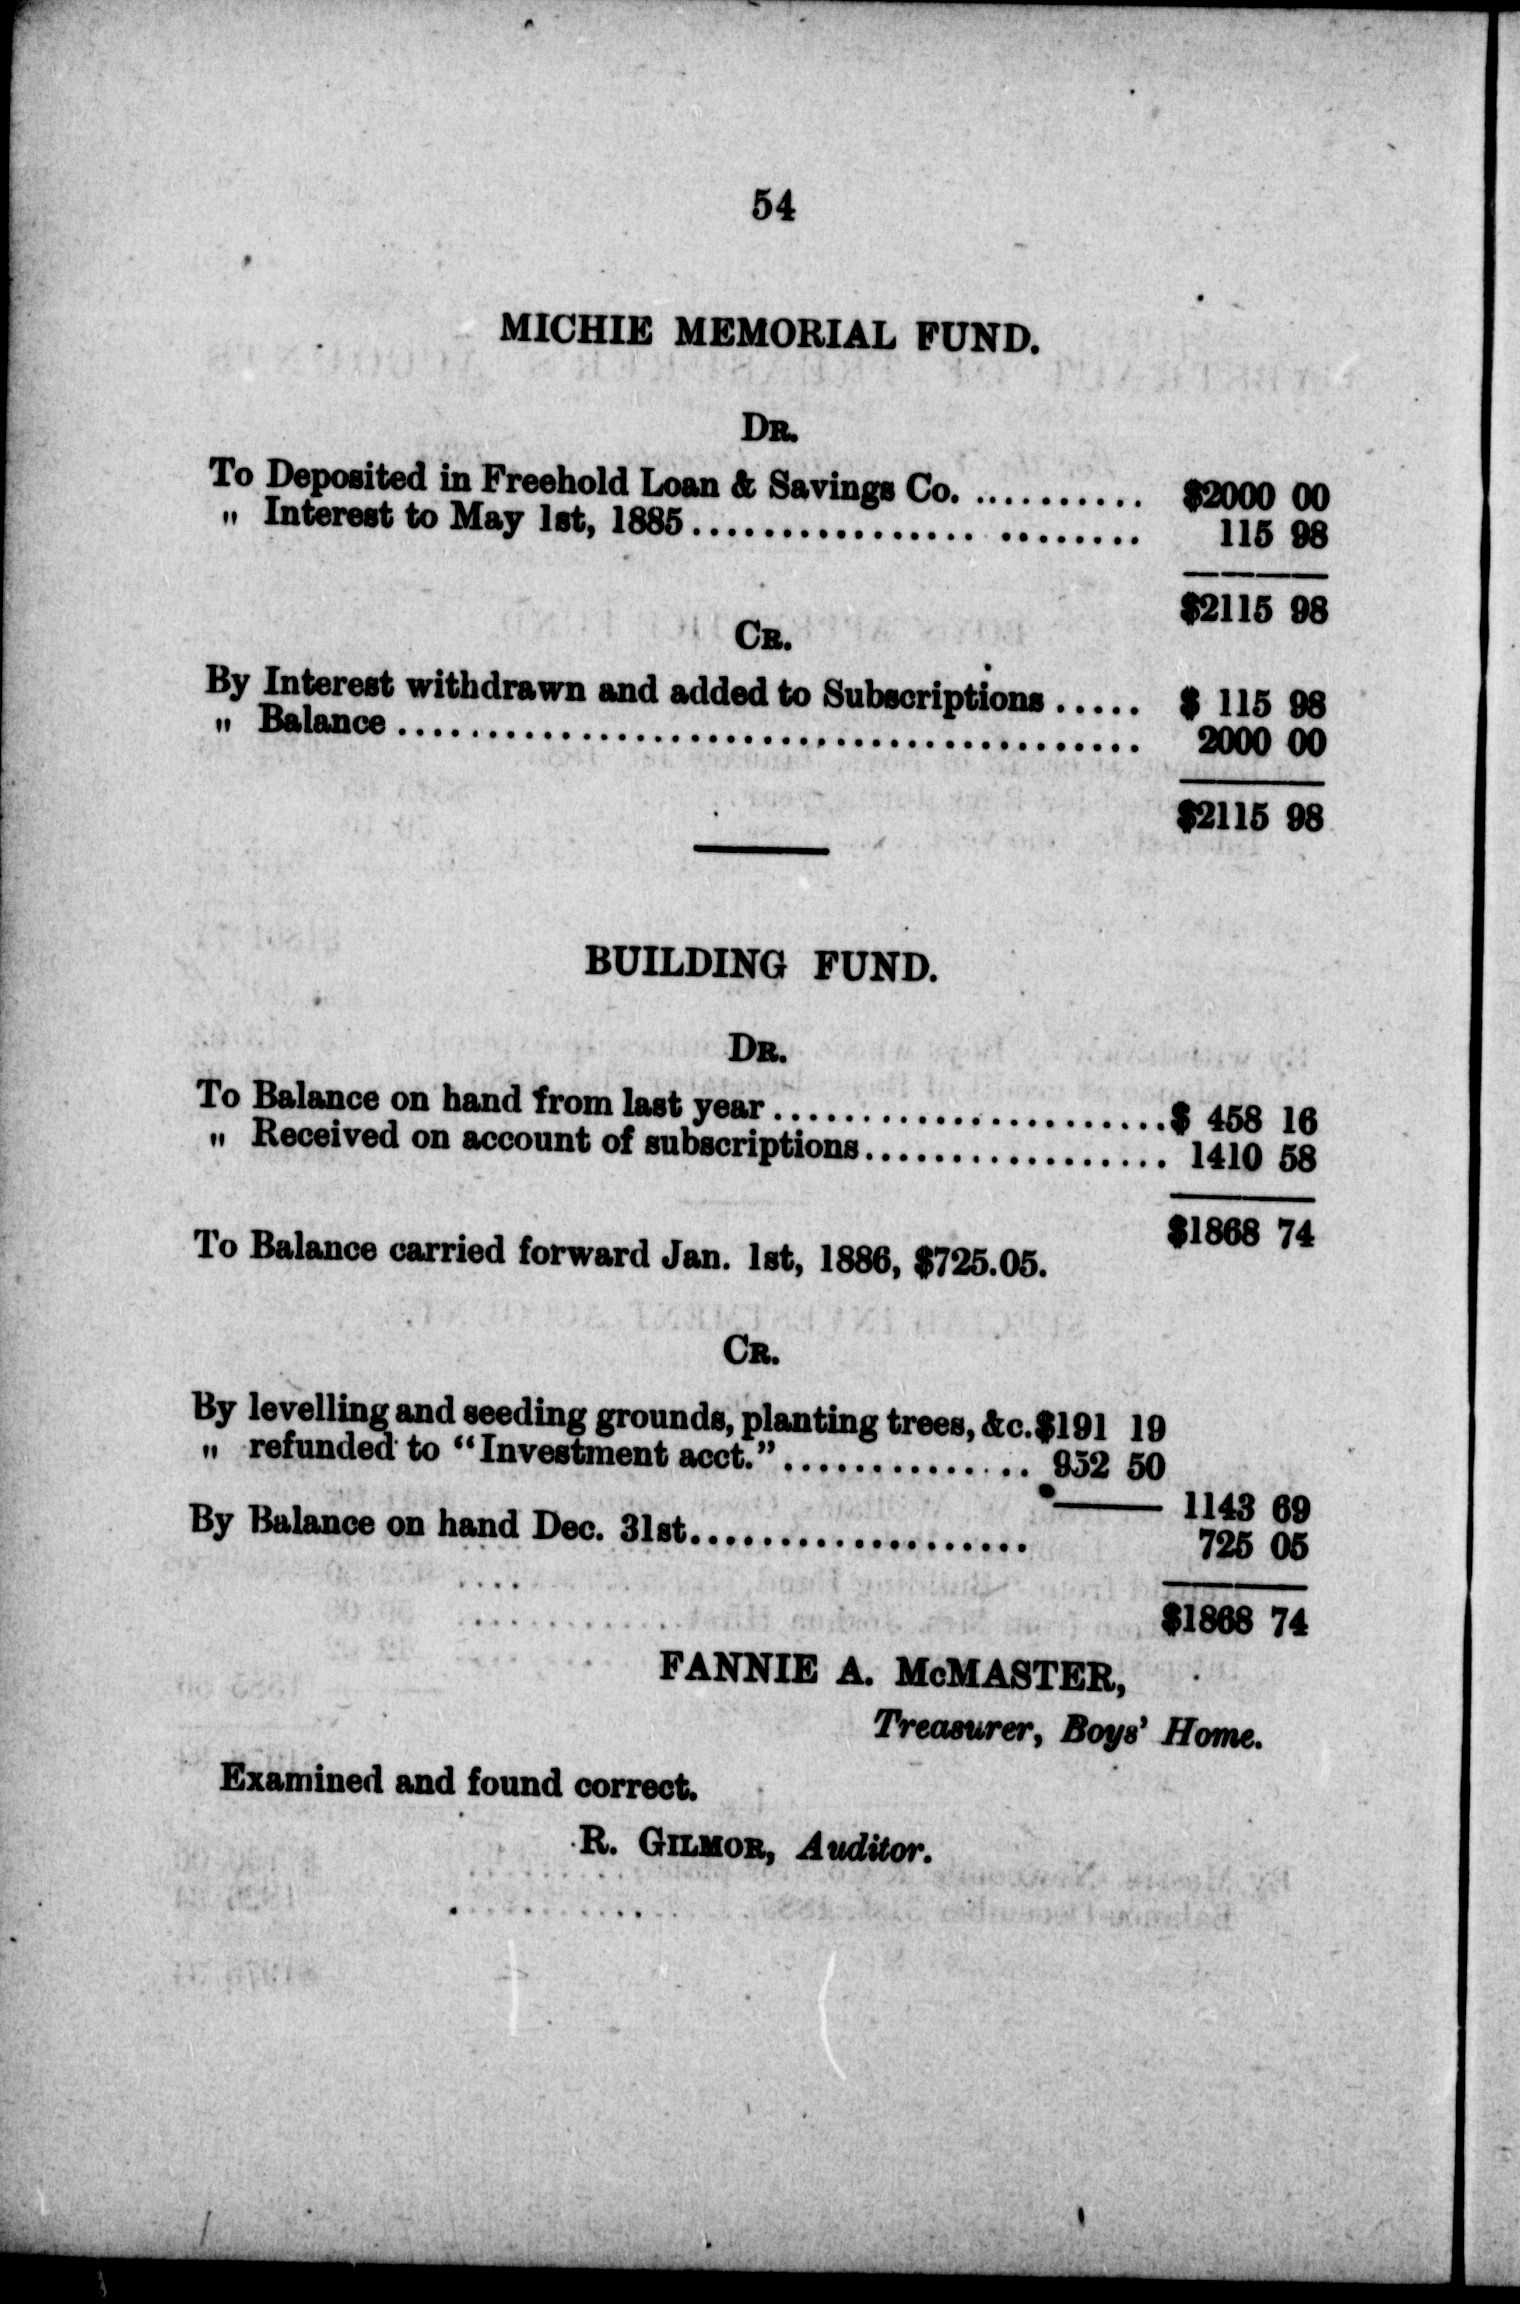 54
MICHIE MEMORIAL FUND.
DR.
To Deposited in Freehold Loan & Savings Co. ........... $2000 00
„ Interest to May 1st, 1885......................... 115 98
$2115 98
CR.
By Interest withdrawn and added to Subscriptions ..... $ 115 98
„ Balance .......................................... 2000 00
$2115 98
BUILDING FUND.
DR.
To Balance on hand from last year.......................$ 458 16
„ Received on account of subscriptions.................. 1410 58
$1868 74
To Balance carried forward Jan. 1st, 1886, $725.05.
CR.
By levelling and seeding grounds, planting trees, &c.$191 19
„ refunded to “Investment acct.”............... 952 50
1143 69
By Balance on hand Dec. 31st.................... 725 05
$1868 74
FANNIE A. McMASTER,
Treasurer, Boys’ Home.
Examined and found correct.
R. GILMOR, Auditor.